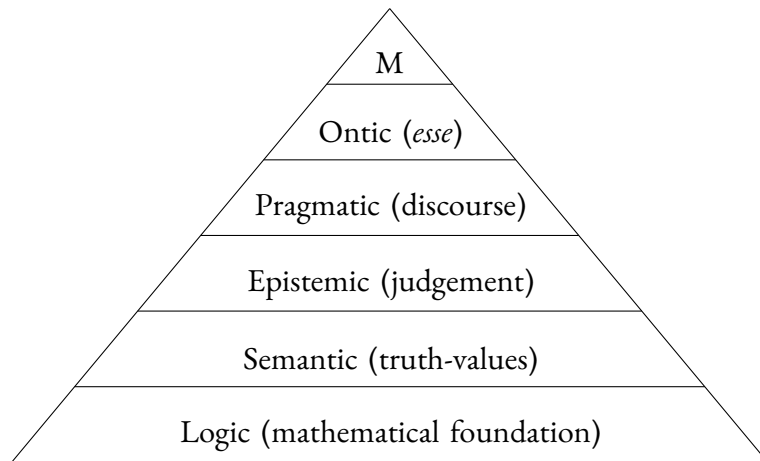 M
Ontic (esse)
Pragmatic (discourse)
Epistemic (judgement)
Semantic (truth-values)
Logic (mathematical foundation)